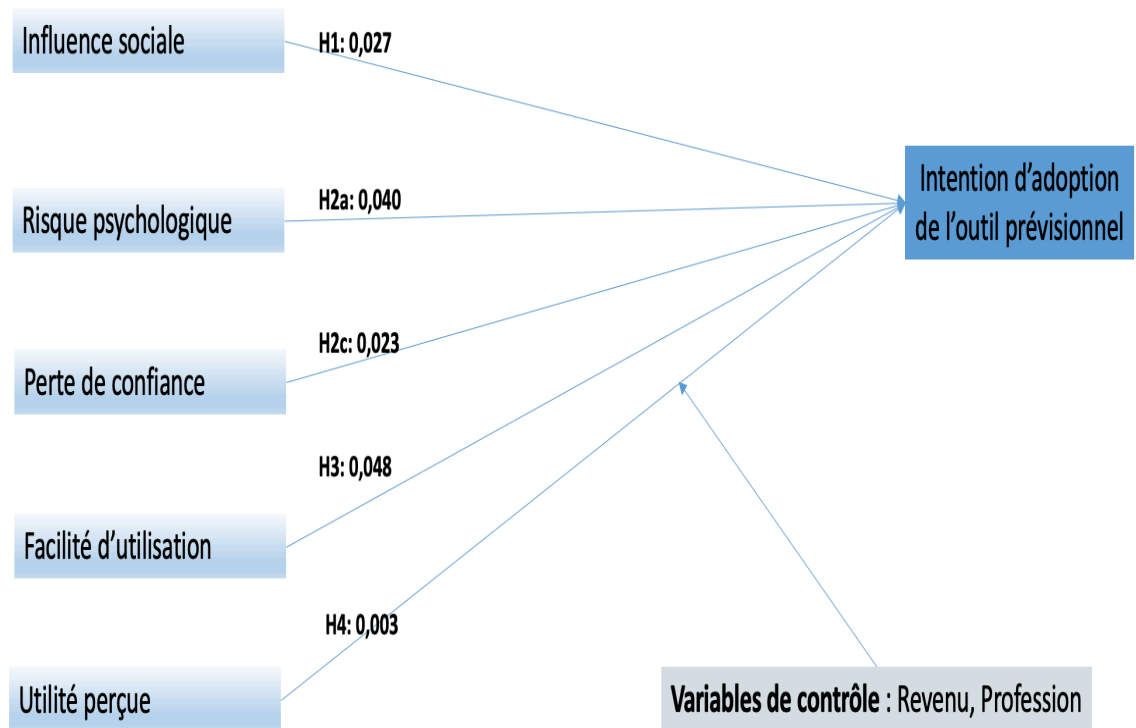 Influence sociale
H1: 0,027
Intention d'adoption
de l'outil prévisionnel
Risque psychologique
H2a: 0,040
Perte de confiance
H2c: 0,023
Facilité d'utilisation
H3: 0,048
Utilité perçue
H4: 0,003
Variables de contrôle : Revenu, Profession